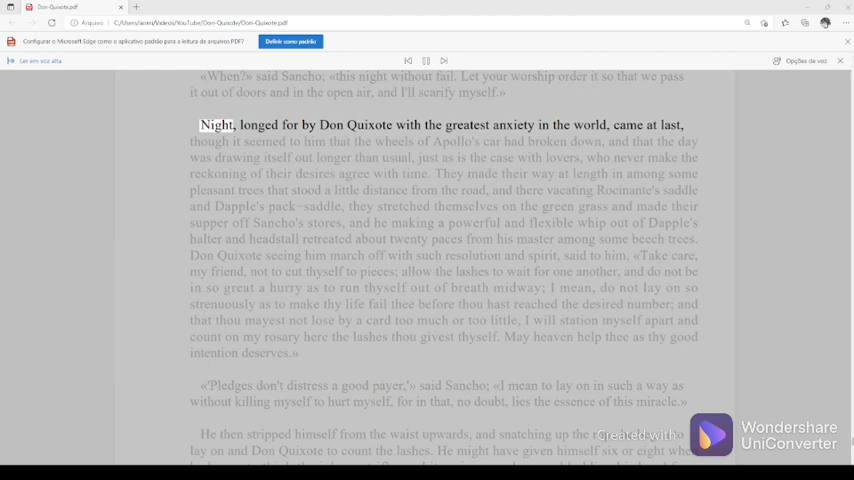 Don-Quixote.pdf
Arquivo
C:/Users/acres/Videos/YouTube/Don-Quixote/Don-Quixote.pdf
Configurar o Microsoft Edge como o aplicativo padrão para a leitura de arquivos PDF?
Definir como padrão
Ler em voz alta
Opções de voz
«When?» said Sancho; «this night without fail. Let your worship order it so that we pass
it out of doors and in the open air, and I'll scarify myself.»
Night, longed for by Don Quixote with the greatest anxiety in the world, came at last,
though it seemed to him that the wheels of Apollo's car had broken down, and that the day
was drawing itself out longer than usual, just as is the case with lovers, who never make the
reckoning of their desires agree with time. They made their way at length in among some
pleasant trees that stood a little distance from the road, and there vacating Rocinante's saddle
and Dapple's pack−saddle, they stretched themselves on the green grass and made their
supper off Sancho's stores, and he making a powerful and flexible whip out of Dapple's
halter and headstall retreated about twenty paces from his master among some beech trees.
Don Quixote seeing him march off with such resolution and spirit, said to him, «Take care,
my friend, not to cut thyself to pieces; allow the lashes to wait for one another, and do not be
in so great a hurry as to run thyself out of breath midway; I mean, do not lay on so
strenuously as to make thy life fail thee before thou hast reached the desired number; and
that thou mayest not lose by a card too much or too little, I will station myself apart and
count on my rosary here the lashes thou givest thyself. May heaven help thee as thy good
intention deserves.»
«'Pledges don't distress a good payer,'» said Sancho; «I mean to lay on in such a way as
without killing myself to hurt myself, for in that, no doubt, lies the essence of this miracle.»
He then stripped himself from the waist upwards, and snatching up the
lay on and Don Quixote to count the lashes. He might have given himself six or eight when
Created with
Wondershare
UniConverter